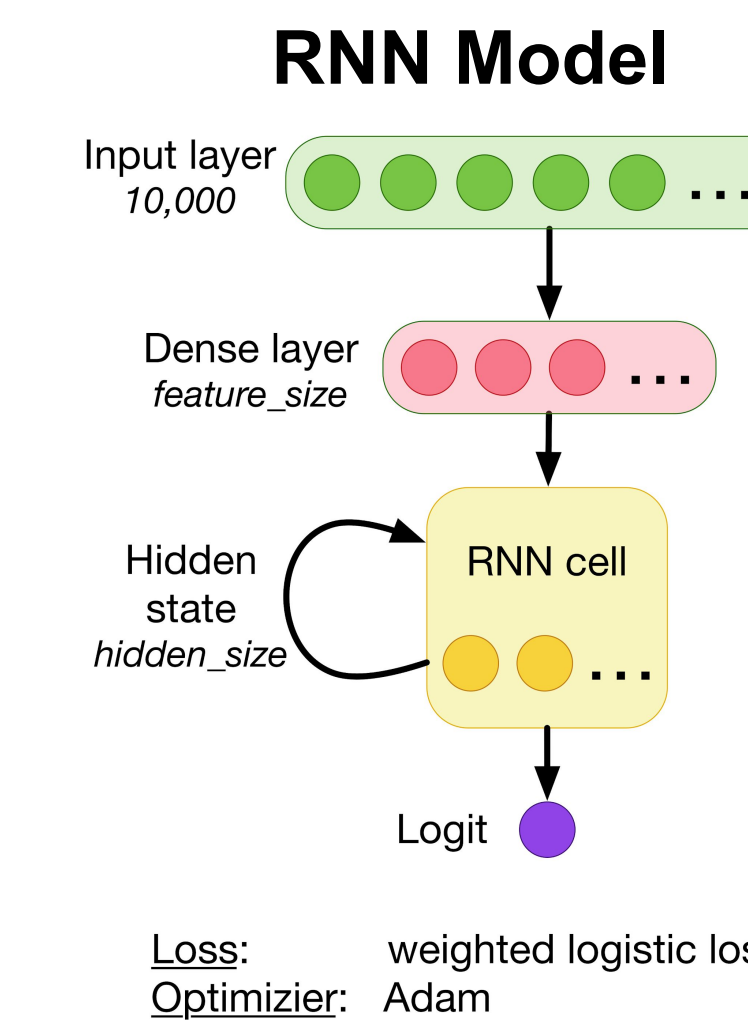 RNN Model
Input layer
10,000
...
Dense layer
feature_size
...
Hidden
state
hidden_size
RNN cell
...
Logit
Loss: weighted logistic los
Optimizier: Adam